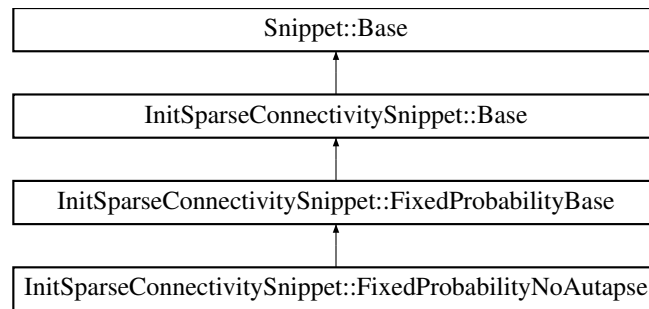 Snippet::Base
InitSparseConnectivitySnippet::Base
InitSparseConnectivitySnippet::FixedProbabilityBase
InitSparseConnectivitySnippet::FixedProbabilityNoAutapse